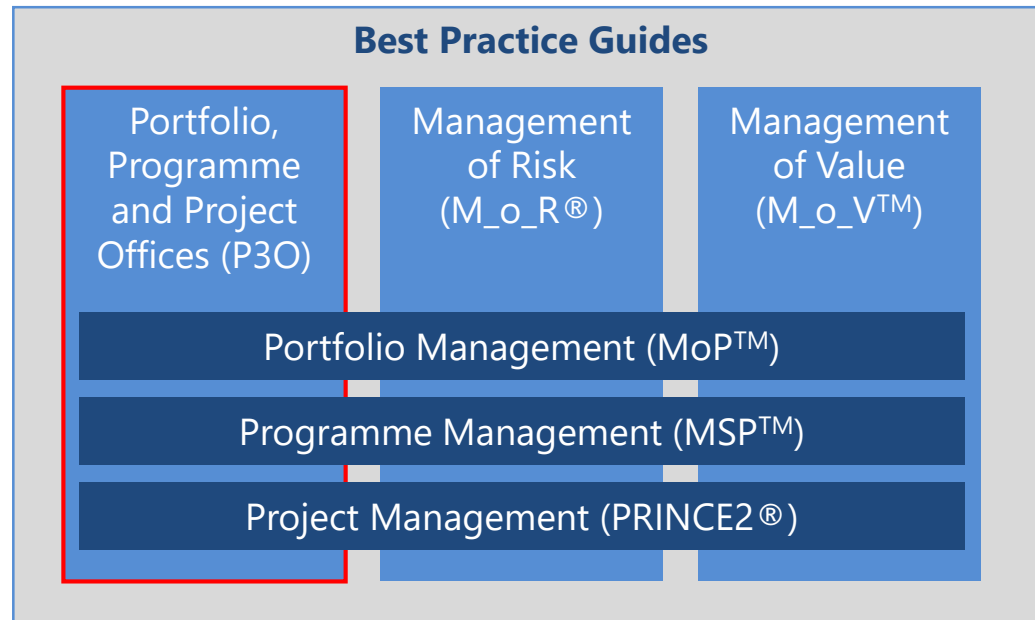 Best Practice Guides
Portfolio,
Programme
and Project
Offices (P3O)
Management
of Risk
(M_o_R®)
Management
of Value
(M_o_V™)
Portfolio Management (MoP™)
Programme Management (MSP™)
Project Management (PRINCE2®)